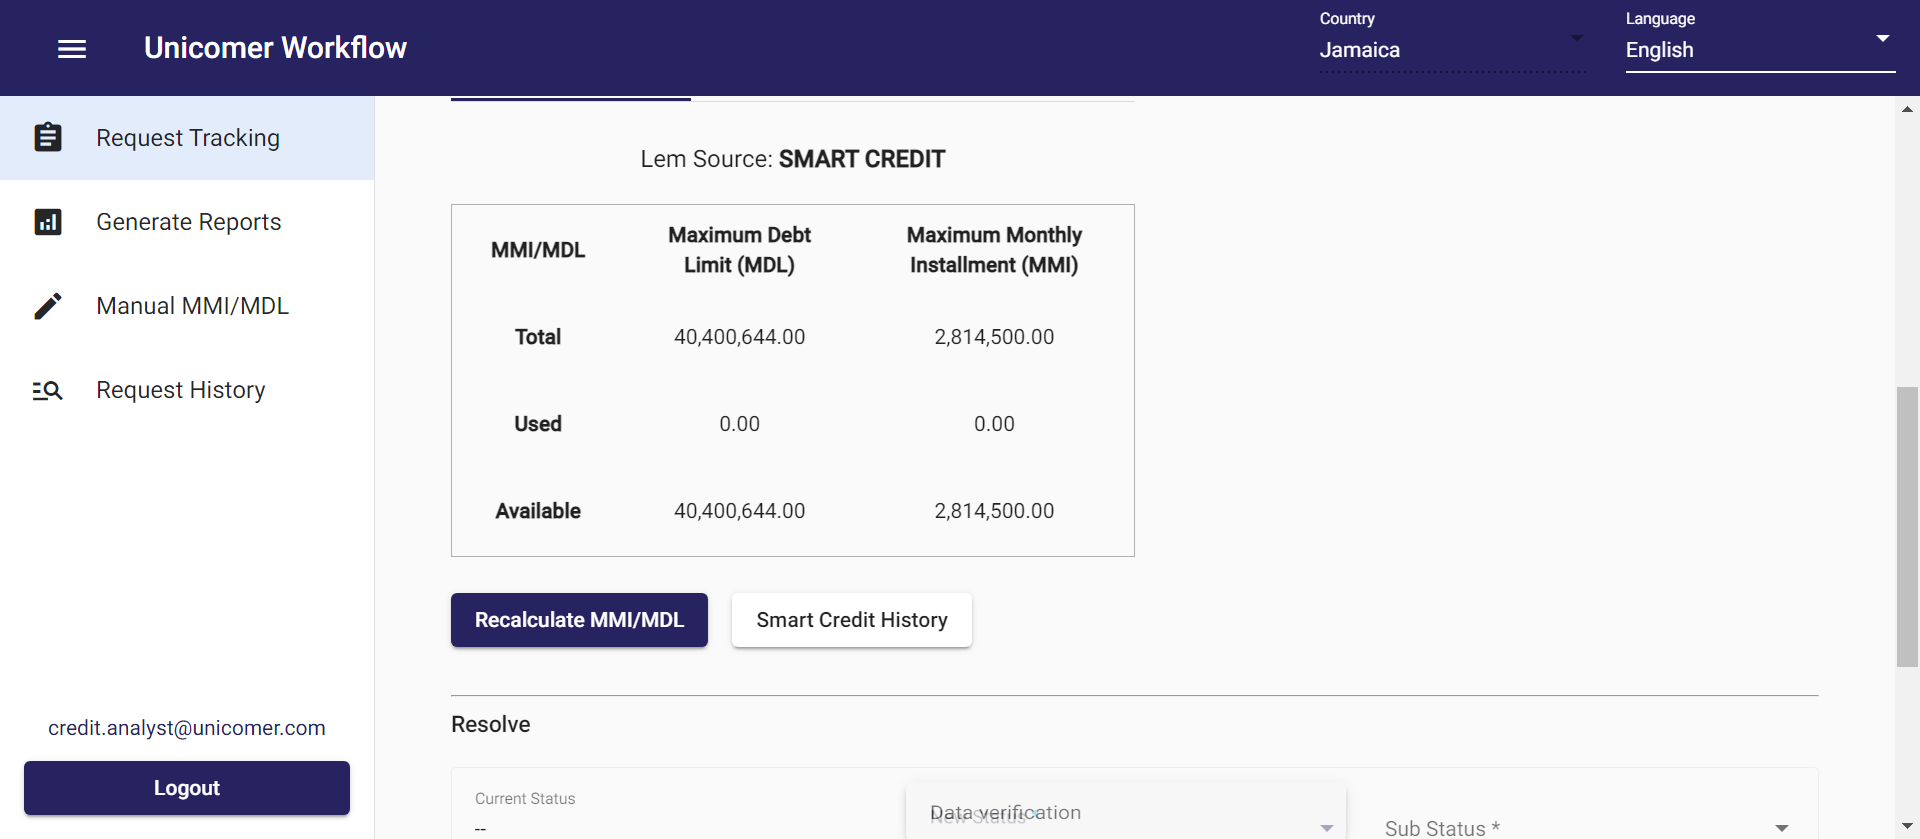 Unicomer Workflow
Country
Jamaica
Language
English
Request Tracking
Generate Reports
Manual MMI/MDL
Request History
credit.analyst@unicomer.com
Logout
Lem Source: SMART CREDIT
MMI/MDL
Maximum Debt
Limit (MDL)
Maximum Monthly
Installment (MMI)
Total 40,400,644.00 2,814,500.00
Used 0.00 0.00
Available 40,400,644.00 2,814,500.00
Recalculate MMI/MDL
Smart Credit History
Resolve
Current Status
--
Data verification
New Status *
Sub Status *